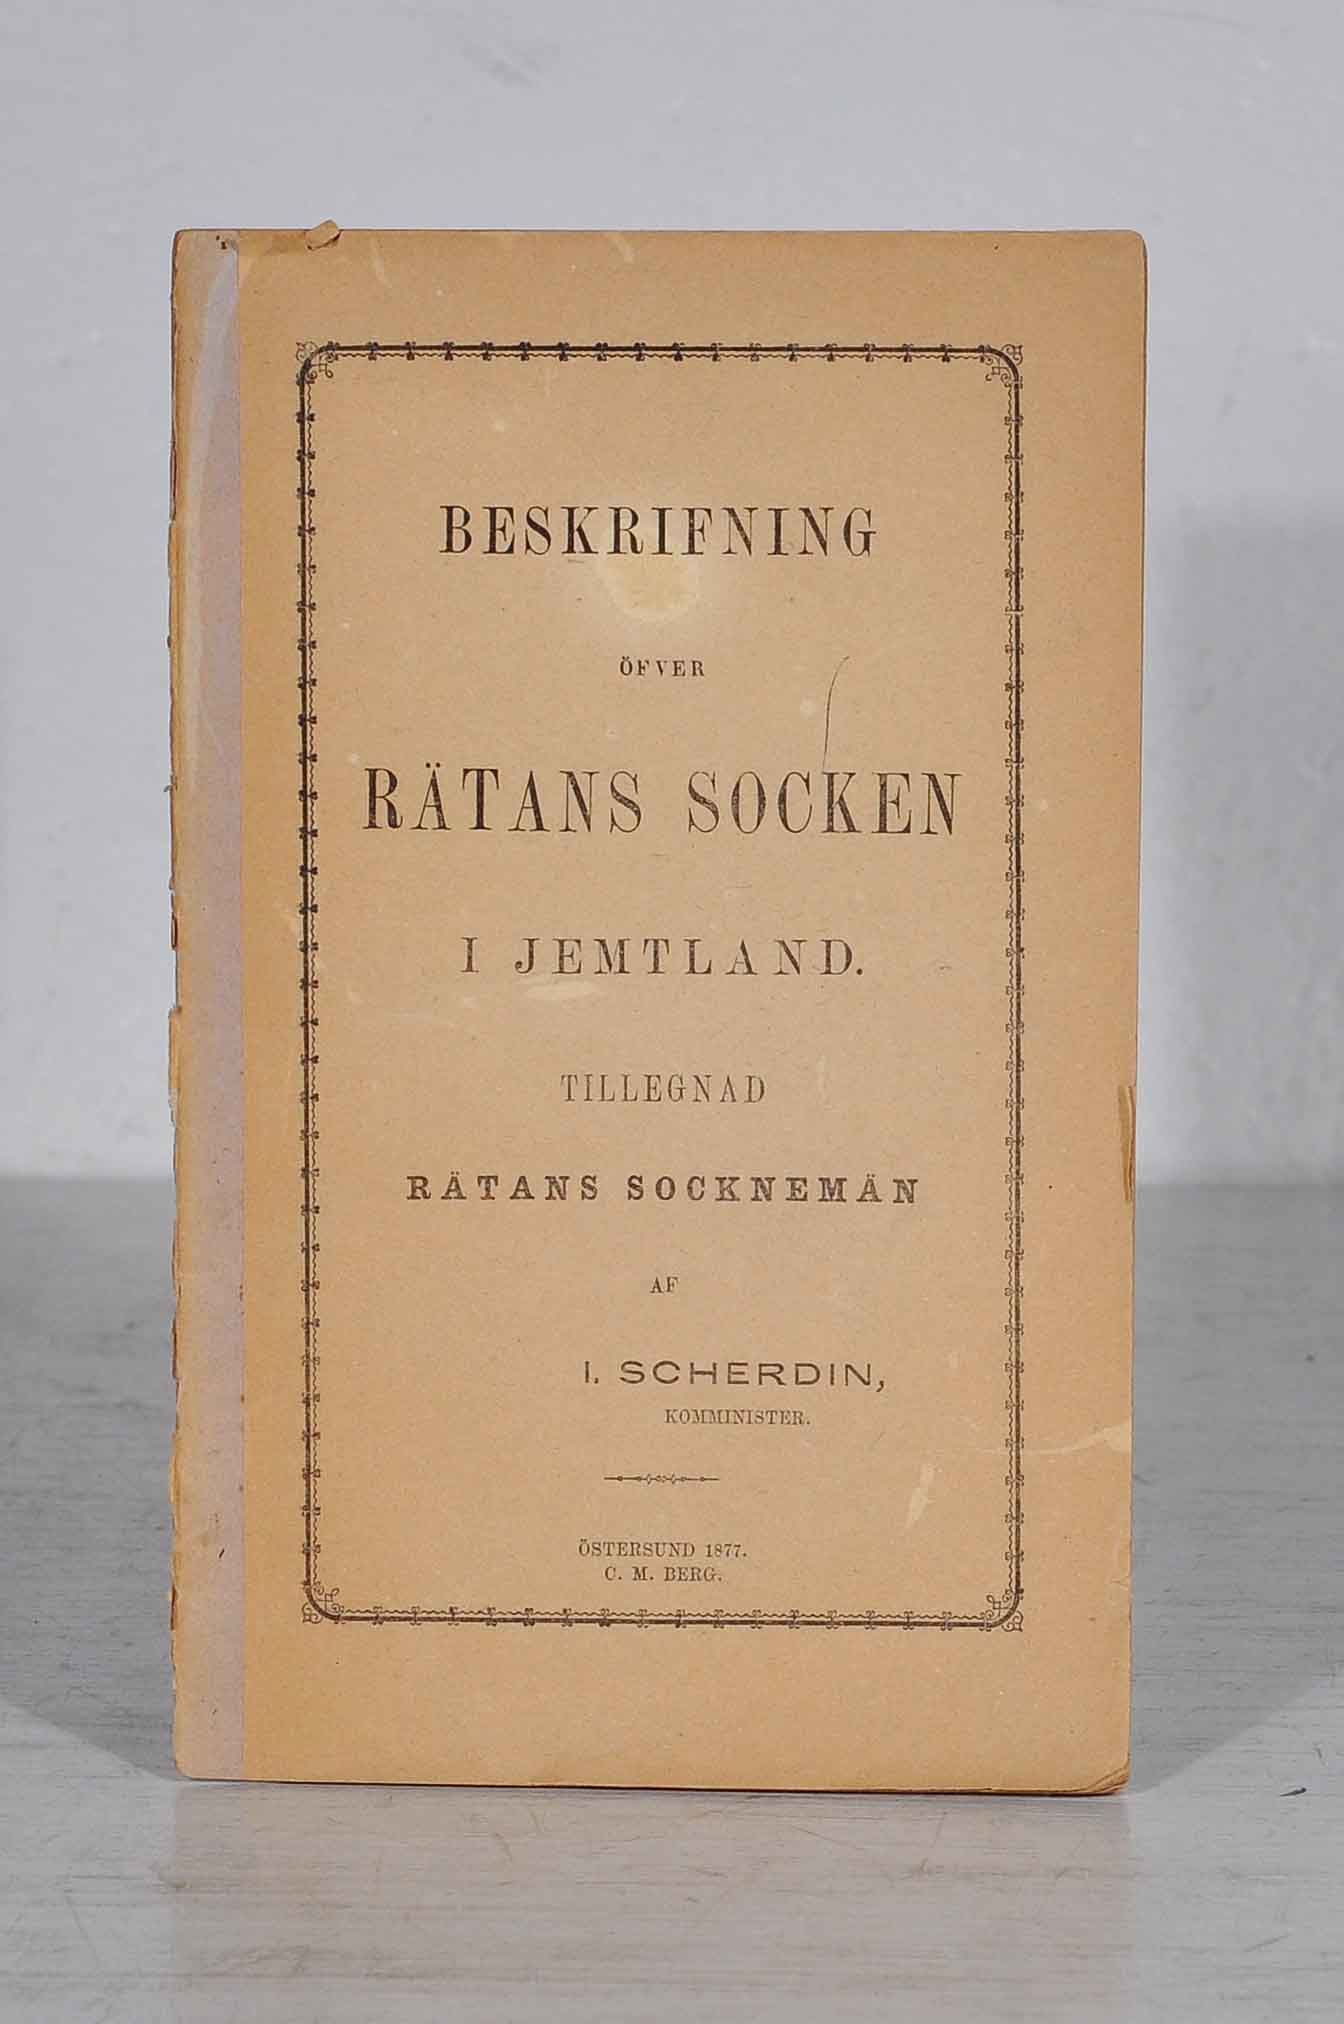 BESKRIFNING
ÖFVER
RÄTANS SOCKEN
I JEMTLAND.
TILLEGNAD
RÄTANS SOCKNEMÄN
AF
I. SCHERDIN,
KOMMINISTER.
ÖSTERSUND 1877.
C. M. BERG.